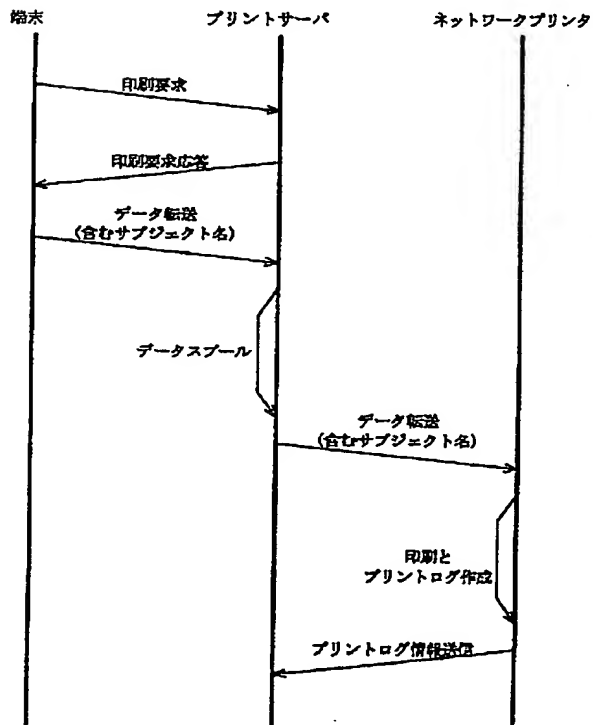 端末 プリントサーバ ネットワークプリンタ
印刷要求
印刷要求応答
データ転送
(含むサブジェクト名)
データスプール
データ転送
(含むサブジェクト名)
印刷と
プリントログ作成
プリントログ情報送信